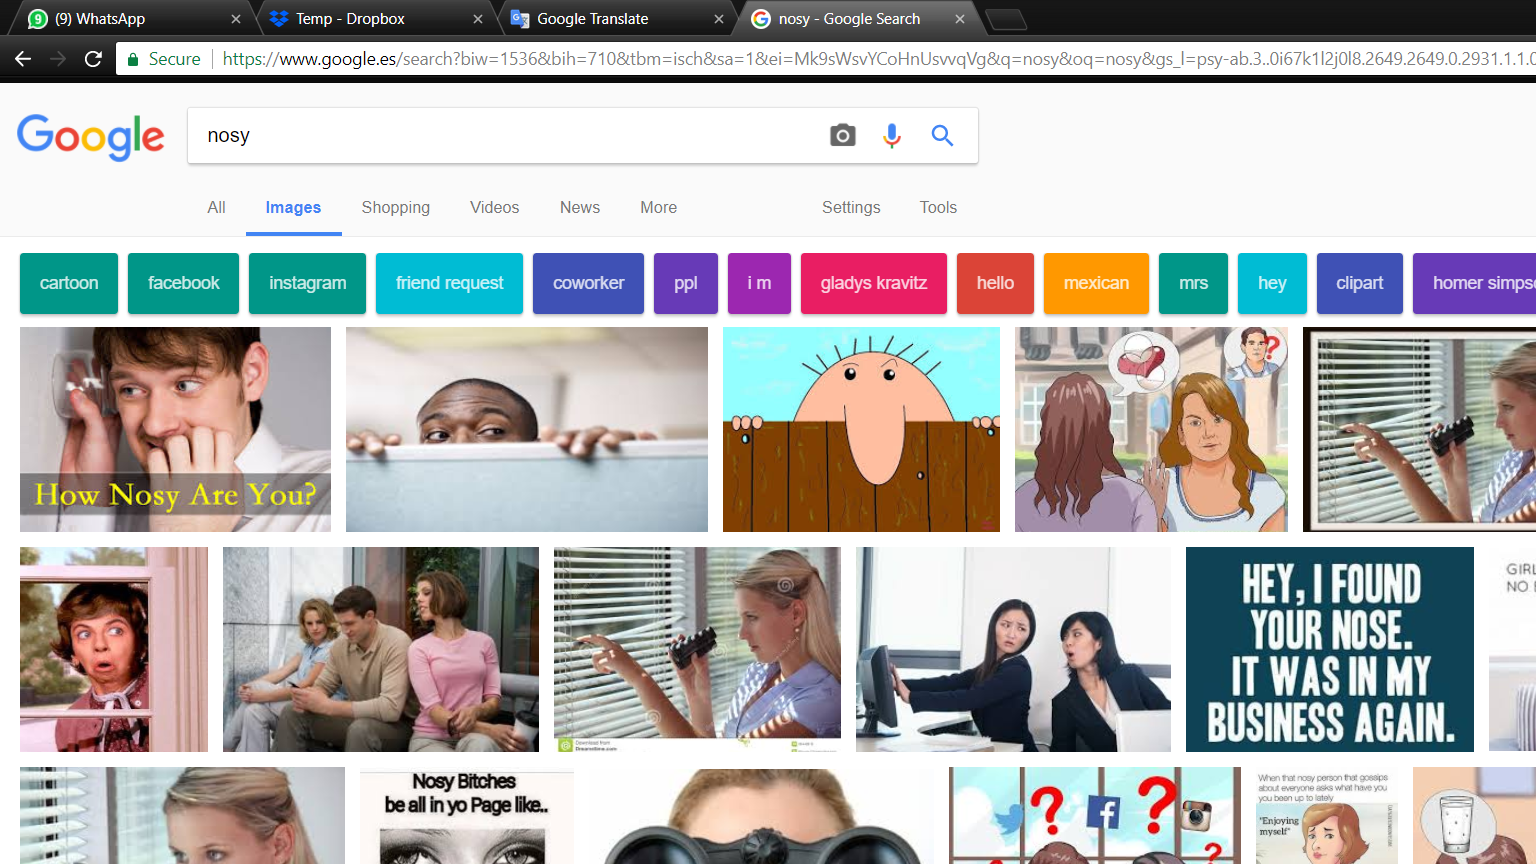 (9) WhatsApp
Temp - Dropbox
Google Translate
nosy - Google Search
Secure
https://www.google.es/search?biw=1536&bih=710&tbm=isch&sa=1&ei=Mk9sWsvYCoHnUsvvqVg&q=nosy&oq=nosy&gs_l=psy-ab.3..0i67k1l2j0l8.2649.2649.0.2931.1.1.0
Google
nosy
All
Images
Shopping
Videos
News
More
Settings
Tools
cartoon
facebook
instagram
friend request
coworker
ppl
i m
gladys kravitz
hello
mexican
mrs
hey
clipart
homer simps
How Nosy Are You?
HEY, I FOUND
YOUR NOSE.
IT WAS IN MY
BUSINESS AGAIN.
GIRL
NO
Download from
Dreamstime.com
Nosy Bitches
be all in yo Page like..
When that nosy person that gossips
about everyone asks what have you
you been up to lately
"Enjoying
myself"